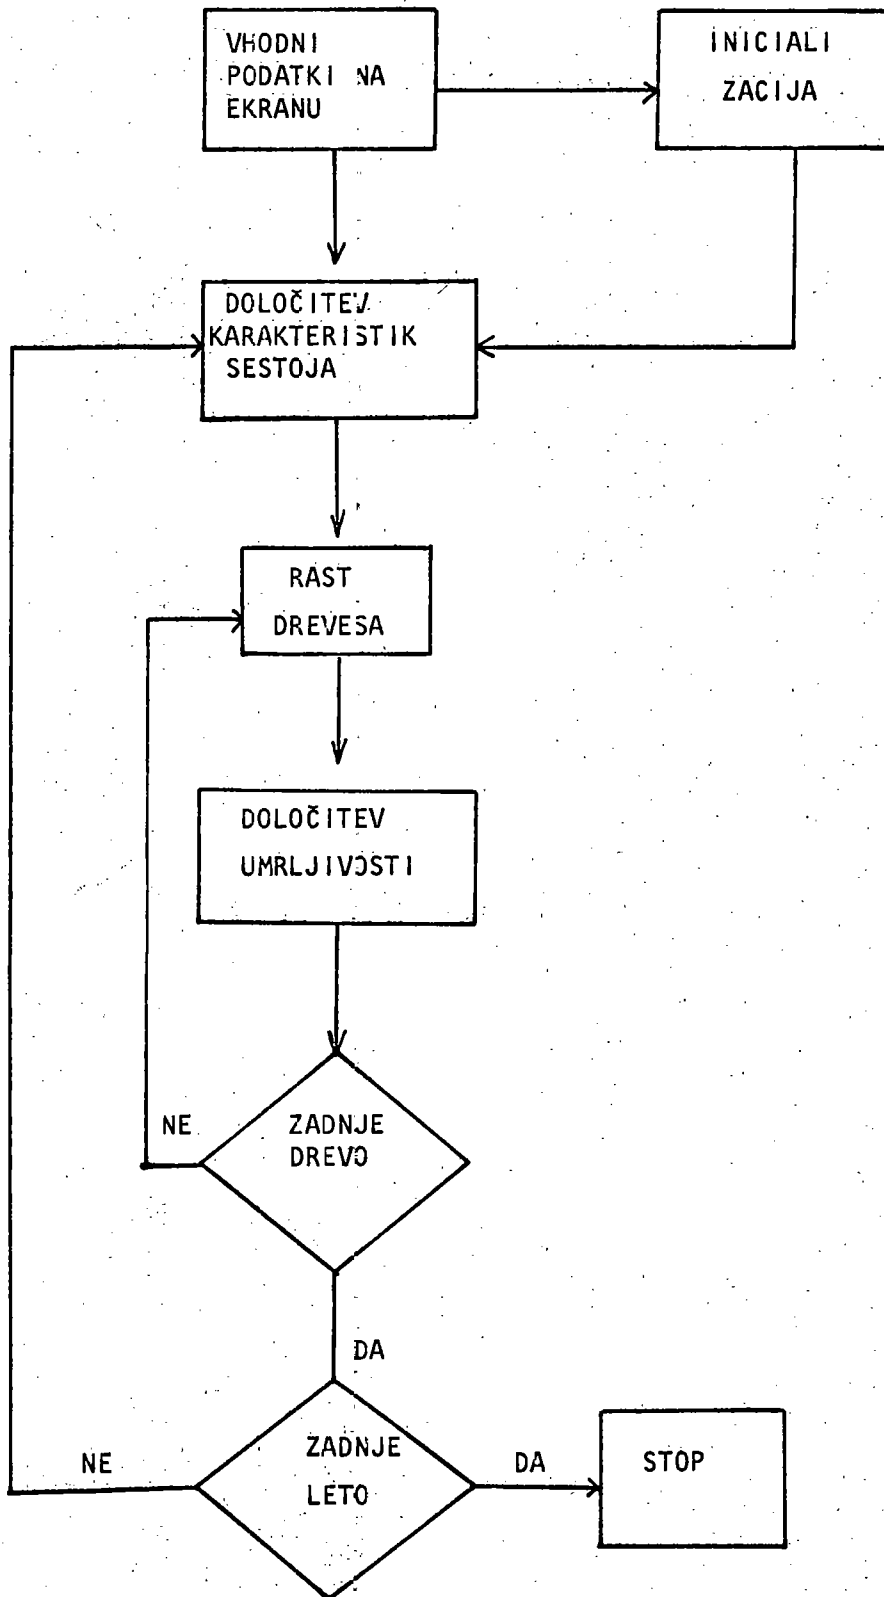 VHODNI
PODATKI NA
EKRANU
INICIALI
ZACIJA
DOLOČITEV
KARAKTERISTIK
SESTOJA
RAST
DREVESA
DOLOČITEV
UMRLJIVOSTI
NE
ZADNJE
DREVO
DA
NE
ZADNJE
LETO
DA
STOP